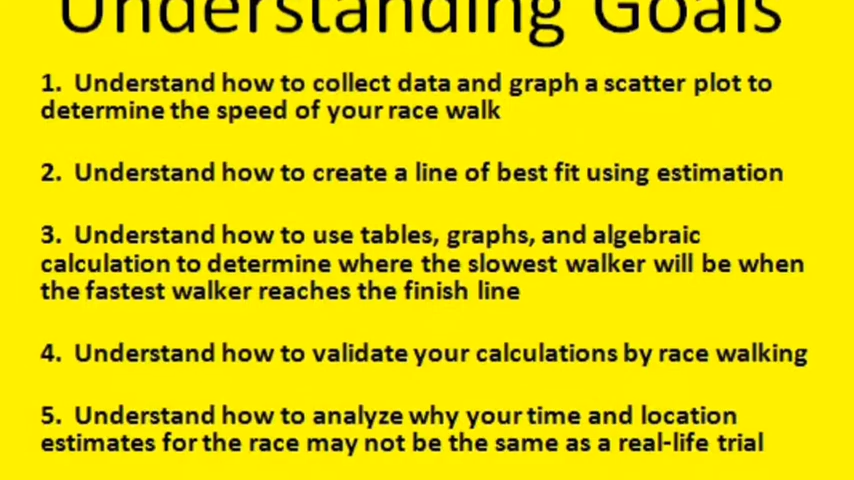 Understanding Goals
1. Understand how to collect data and graph a scatter plot to
determine the speed of your race walk
2. Understand how to create a line of best fit using estimation
3. Understand how to use tables, graphs, and algebraic
calculation to determine where the slowest walker will be when
the fastest walker reaches the finish line
4. Understand how to validate your calculations by race walking
5. Understand how to analyze why your time and location
estimates for the race may not be the same as a real-life trial